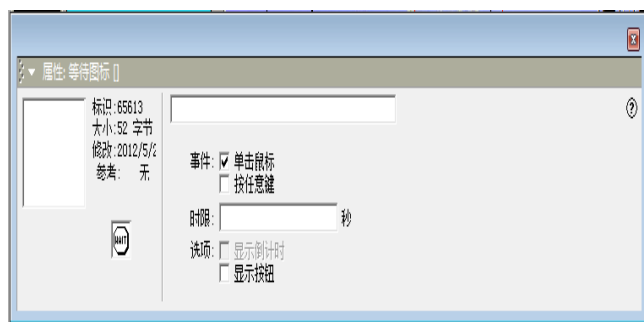 属性: 等待图标 []
标识:65613
大小:52 字节
修改:2012/5/2
参考: 无
WAIT
事件: 单击鼠标
按任意键
时限: 秒
选项: 显示倒计时
显示按钮